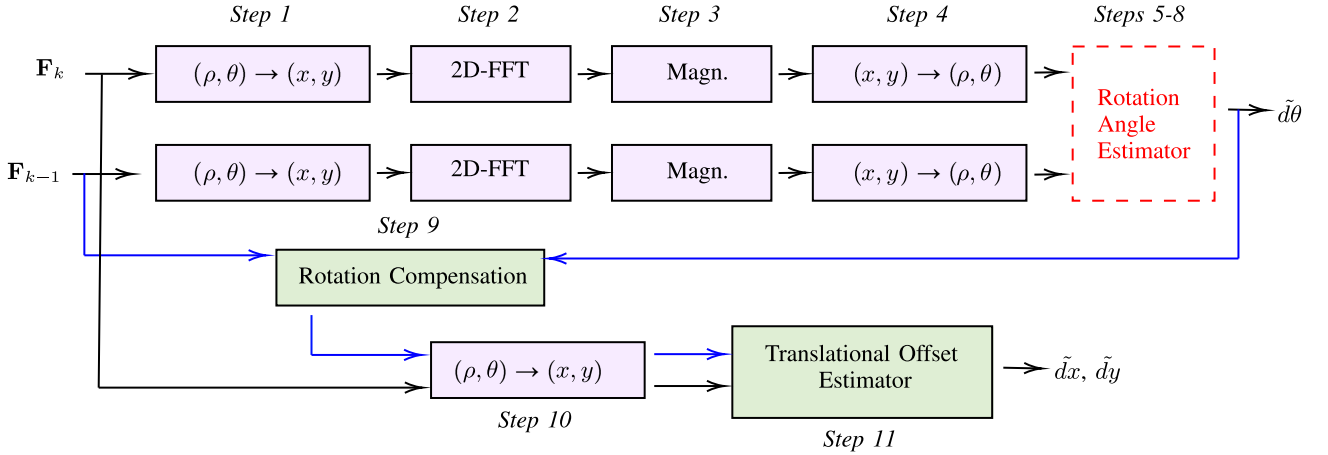 Step 1 Step 2 Step 3 Step 4 Steps 5-8
F_k (ρ, θ) → (x, y) 2D-FFT Magn. (x, y) → (ρ, θ)
Rotation
Angle
Estimator
d̃θ
F_{k−1} (ρ, θ) → (x, y) 2D-FFT Magn. (x, y) → (ρ, θ)
Step 9
Rotation Compensation
(ρ, θ) → (x, y)
Step 10
Translational Offset
Estimator
d̃x, d̃y
Step 11